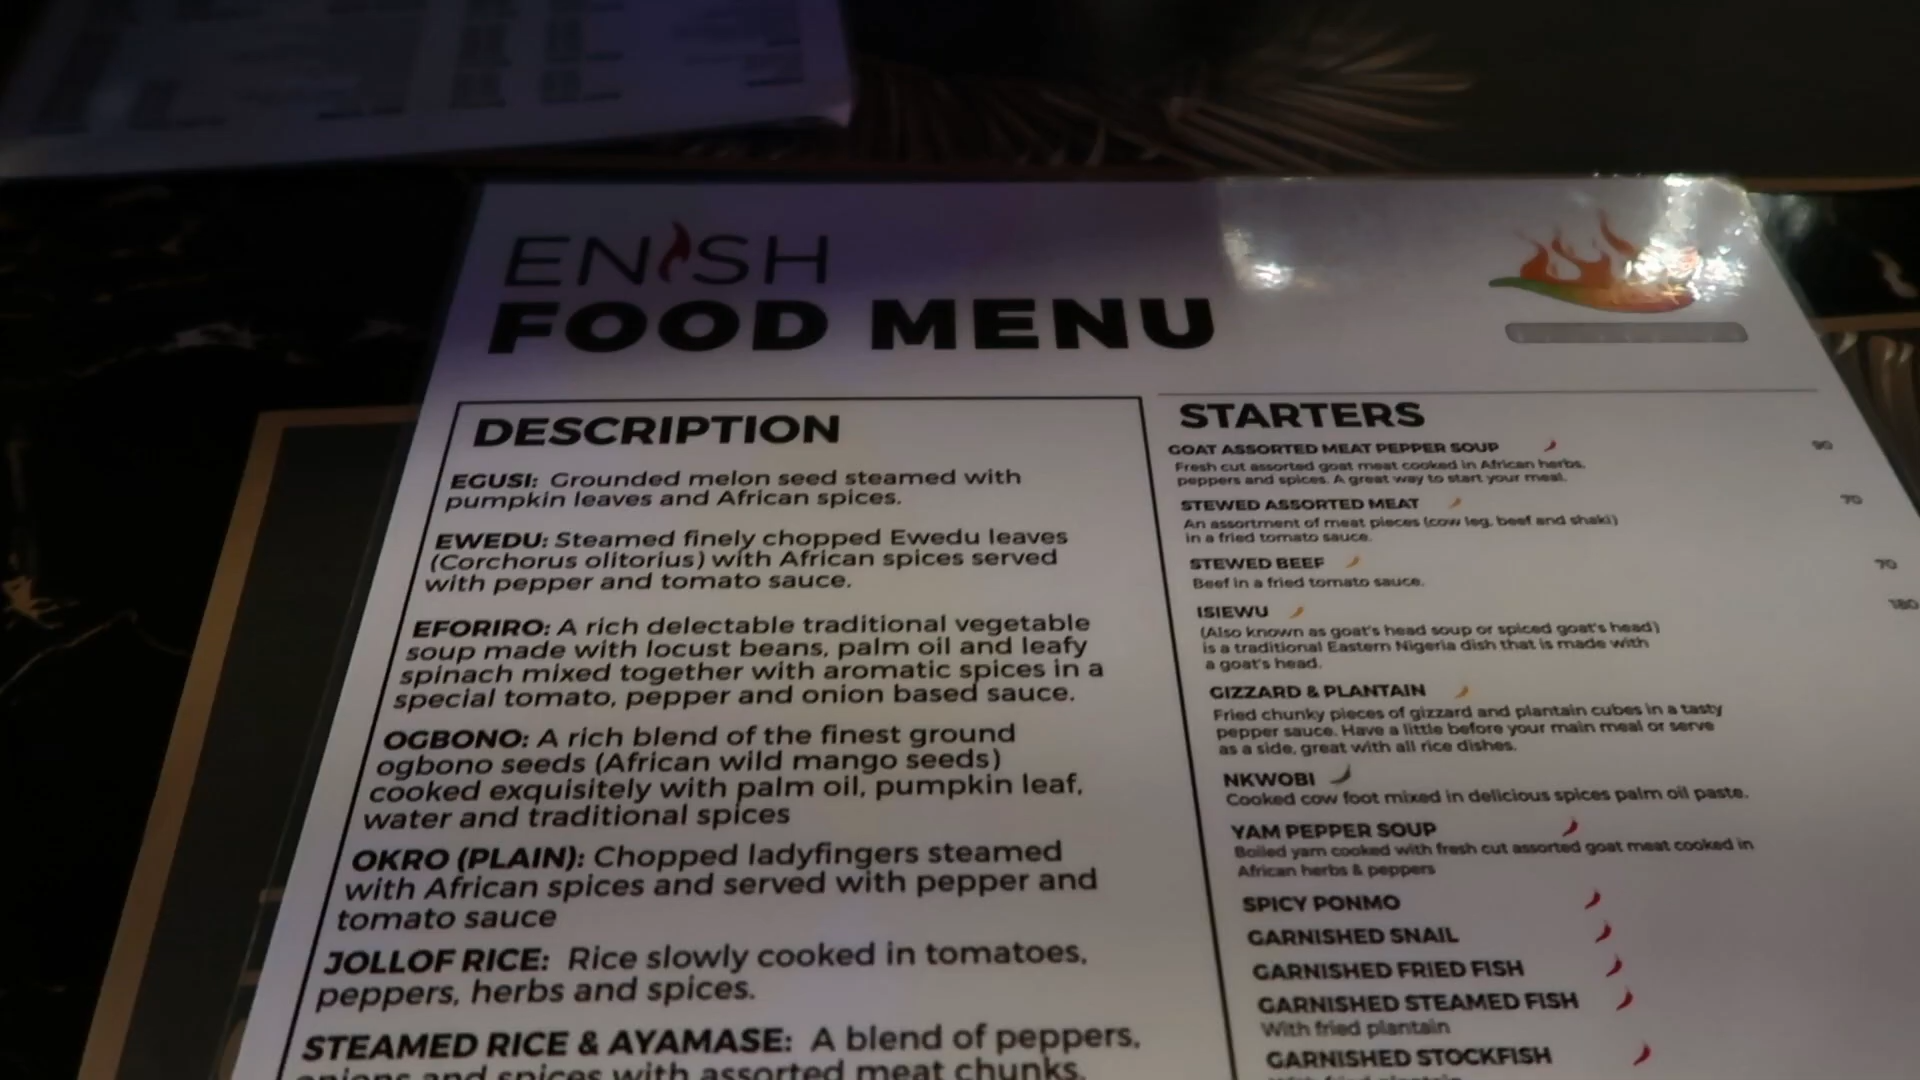 ENISH
FOOD MENU
DESCRIPTION
EGUSI: Grounded melon seed steamed with
pumpkin leaves and African spices.
EWEDU: Steamed finely chopped Ewedu leaves
(Corchorus olitorius) with African spices served
with pepper and tomato sauce.
EFORIRO: A rich delectable traditional vegetable
soup made with locust beans, palm oil and leafy
spinach mixed together with aromatic spices in a
special tomato, pepper and onion based sauce.
OGBONO: A rich blend of the finest ground
ogbono seeds (African wild mango seeds)
cooked exquisitely with palm oil, pumpkin leaf,
water and traditional spices
OKRO (PLAIN): Chopped ladyfingers steamed
with African spices and served with pepper and
tomato sauce
JOLLOF RICE: Rice slowly cooked in tomatoes,
peppers, herbs and spices.
STEAMED RICE & AYAMASE: A blend of peppers,
onions and spices with assorted meat chunks.
STARTERS
GOAT ASSORTED MEAT PEPPER SOUP 90
Fresh cut assorted goat meat cooked in African herbs,
peppers and spices. A great way to start your meal.
STEWED ASSORTED MEAT 70
An assortment of meat pieces (cow leg, beef and shaki)
in a fried tomato sauce.
STEWED BEEF 70
Beef in a fried tomato sauce.
ISIEWU 180
(Also known as goat's head soup or spiced goat's head)
is a traditional Eastern Nigeria dish that is made with
a goat's head.
GIZZARD & PLANTAIN
Fried chunky pieces of gizzard and plantain cubes in a tasty
pepper sauce. Have a little before your main meal or serve
as a side, great with all rice dishes.
NKWOBI
Cooked cow foot mixed in delicious spices palm oil paste.
YAM PEPPER SOUP
Boiled yam cooked with fresh cut assorted goat meat cooked in
African herbs & peppers
SPICY PONMO
GARNISHED SNAIL
GARNISHED FRIED FISH
GARNISHED STEAMED FISH
With fried plantain
GARNISHED STOCKFISH